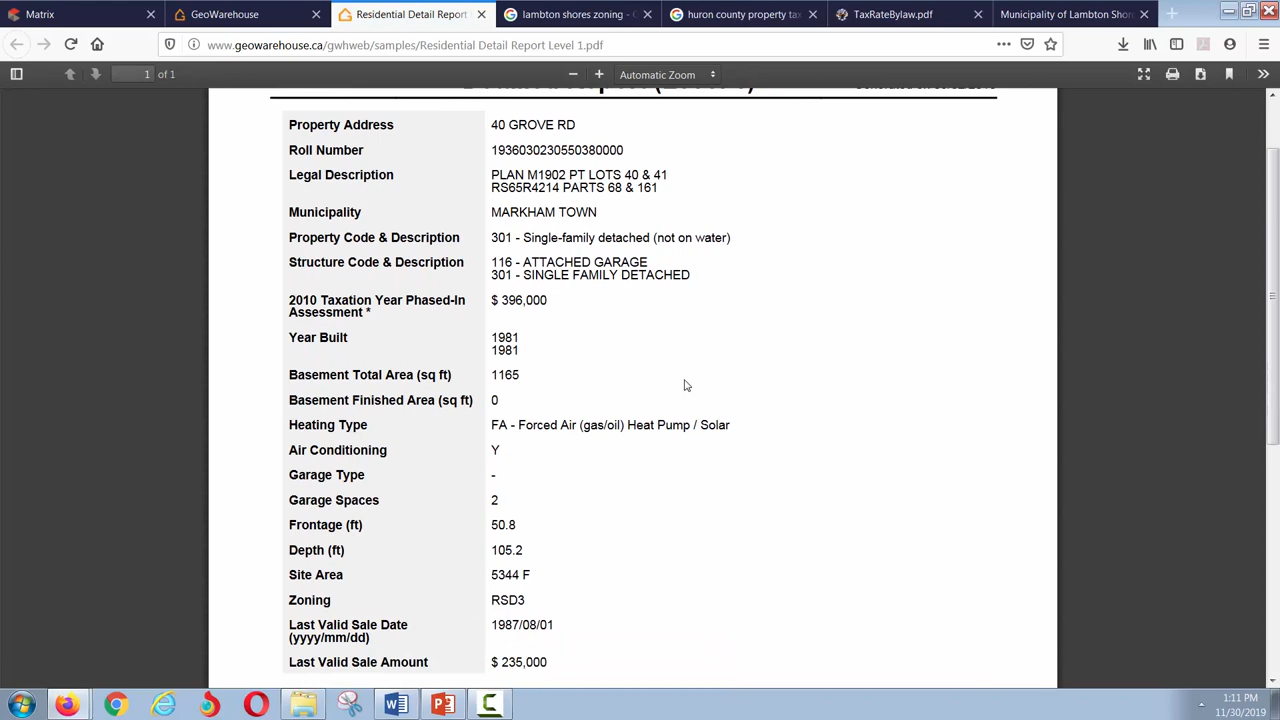 Matrix
GeoWarehouse
Residential Detail Report
lambton shores zoning - G
huron county property tax
TaxRateBylaw.pdf
Municipality of Lambton Shor
www.geowarehouse.ca/gwhweb/samples/Residential Detail Report Level 1.pdf
1 of 1
Automatic Zoom
Property Address 40 GROVE RD
Roll Number 1936030230550380000
Legal Description PLAN M1902 PT LOTS 40 & 41
RS65R4214 PARTS 68 & 161
Municipality MARKHAM TOWN
Property Code & Description 301 - Single-family detached (not on water)
Structure Code & Description 116 - ATTACHED GARAGE
301 - SINGLE FAMILY DETACHED
2010 Taxation Year Phased-In $ 396,000
Assessment *
Year Built 1981
1981
Basement Total Area (sq ft) 1165
Basement Finished Area (sq ft) 0
Heating Type FA - Forced Air (gas/oil) Heat Pump / Solar
Air Conditioning Y
Garage Type -
Garage Spaces 2
Frontage (ft) 50.8
Depth (ft) 105.2
Site Area 5344 F
Zoning RSD3
Last Valid Sale Date 1987/08/01
(yyyy/mm/dd)
Last Valid Sale Amount $ 235,000
1:11 PM
11/30/2019